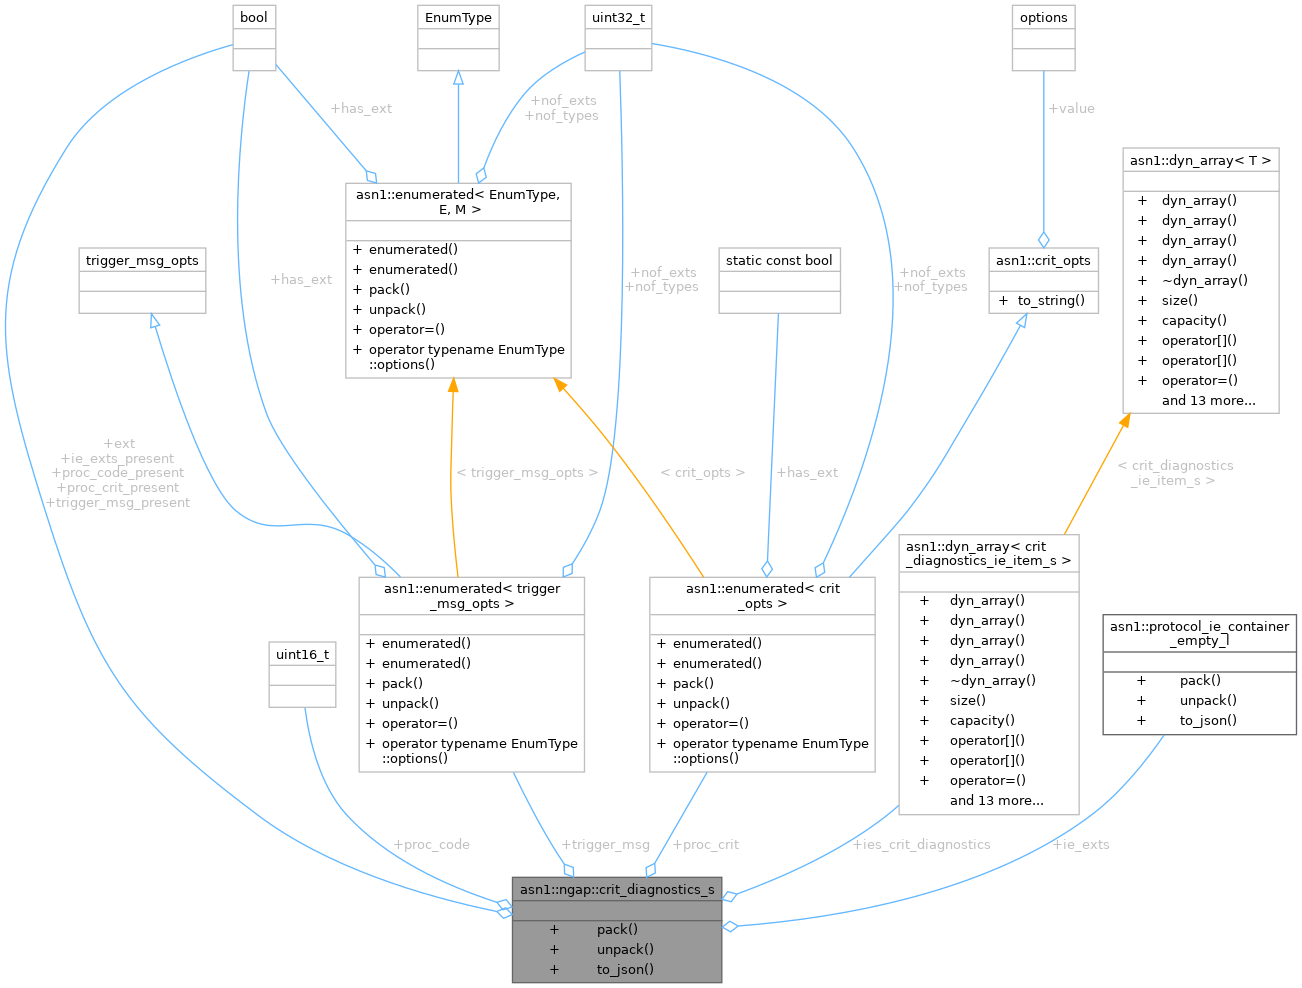 bool
EnumType
uint32_t
options
+has_ext
+nof_exts
+nof_types
+value
asn1::dyn_array< T >
+ dyn_array()
+ dyn_array()
+ dyn_array()
+ dyn_array()
+ ~dyn_array()
+ size()
+ capacity()
+ operator[]()
+ operator[]()
+ operator=()
and 13 more...
asn1::enumerated< EnumType,
E, M >
+ enumerated()
+ enumerated()
+ pack()
+ unpack()
+ operator=()
+ operator typename EnumType
::options()
trigger_msg_opts
+has_ext
+nof_exts
+nof_types
static const bool
+nof_exts
+nof_types
asn1::crit_opts
+ to_string()
+ext
+ie_exts_present
+proc_code_present
+proc_crit_present
+trigger_msg_present
< trigger_msg_opts >
< crit_opts >
+has_ext
< crit_diagnostics
_ie_item_s >
asn1::enumerated< trigger
_msg_opts >
+ enumerated()
+ enumerated()
+ pack()
+ unpack()
+ operator=()
+ operator typename EnumType
::options()
asn1::enumerated< crit
_opts >
+ enumerated()
+ enumerated()
+ pack()
+ unpack()
+ operator=()
+ operator typename EnumType
::options()
asn1::dyn_array< crit
_diagnostics_ie_item_s >
+ dyn_array()
+ dyn_array()
+ dyn_array()
+ dyn_array()
+ ~dyn_array()
+ size()
+ capacity()
+ operator[]()
+ operator[]()
+ operator=()
and 13 more...
asn1::protocol_ie_container
_empty_l
+ pack()
+ unpack()
+ to_json()
uint16_t
+proc_code
+trigger_msg
+proc_crit
+ies_crit_diagnostics
+ie_exts
asn1::ngap::crit_diagnostics_s
+ pack()
+ unpack()
+ to_json()